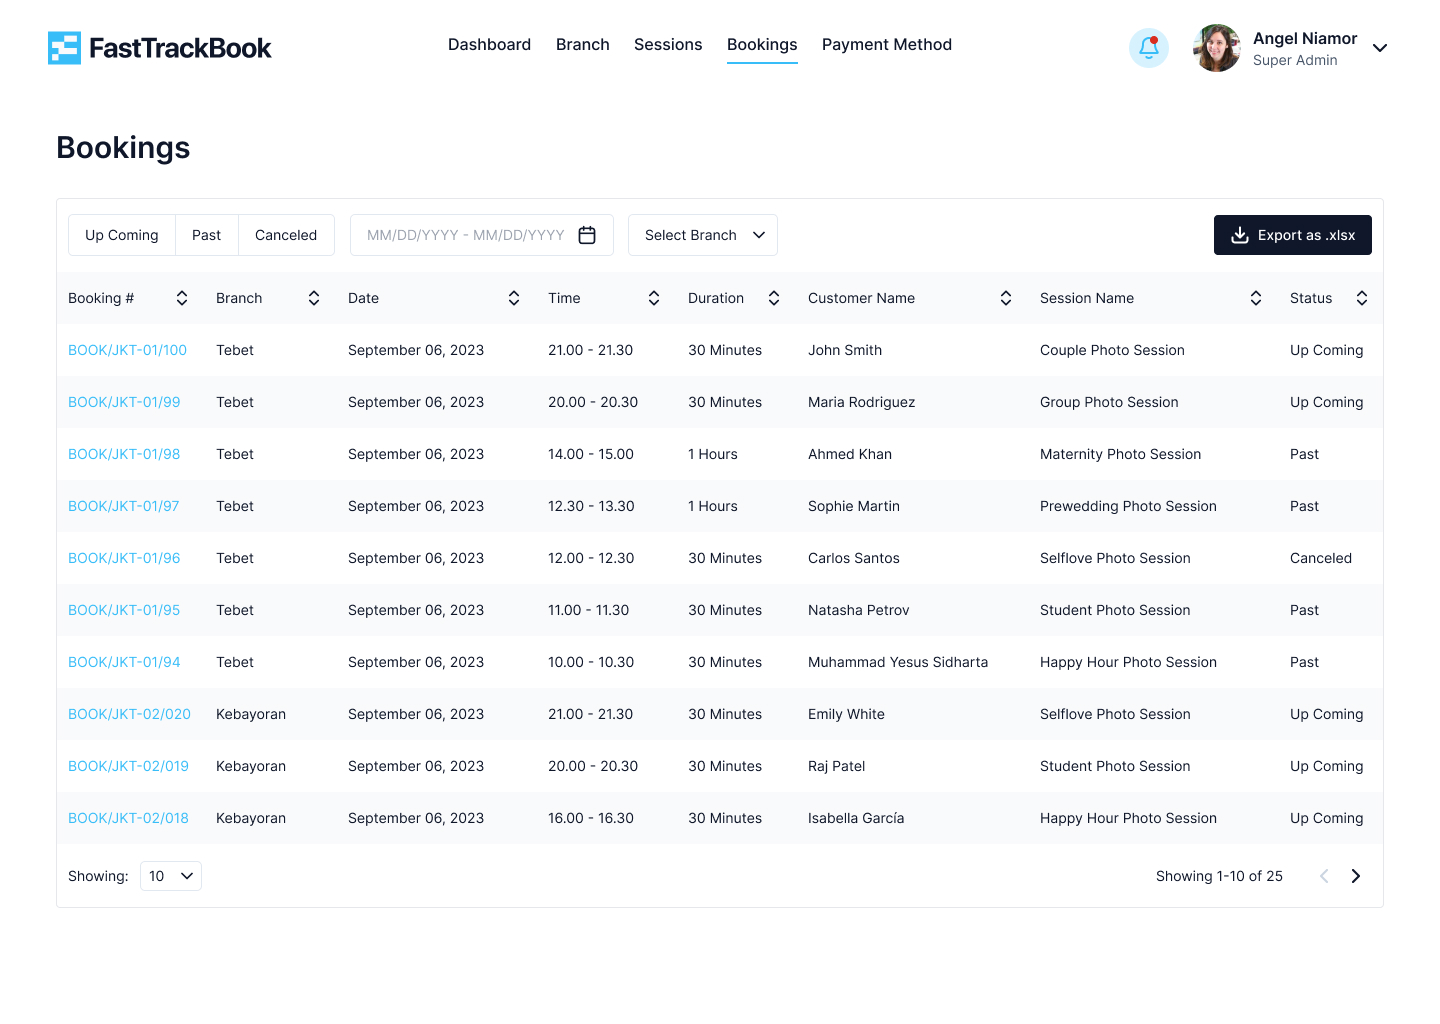 FastTrackBook
Dashboard Branch Sessions Bookings Payment Method
Angel Niamor
Super Admin
Bookings
Up Coming Past Canceled MM/DD/YYYY - MM/DD/YYYY Select Branch Export as .xlsx
Booking # Branch Date Time Duration Customer Name Session Name Status
BOOK/JKT-01/100 Tebet September 06, 2023 21.00 - 21.30 30 Minutes John Smith Couple Photo Session Up Coming
BOOK/JKT-01/99 Tebet September 06, 2023 20.00 - 20.30 30 Minutes Maria Rodriguez Group Photo Session Up Coming
BOOK/JKT-01/98 Tebet September 06, 2023 14.00 - 15.00 1 Hours Ahmed Khan Maternity Photo Session Past
BOOK/JKT-01/97 Tebet September 06, 2023 12.30 - 13.30 1 Hours Sophie Martin Prewedding Photo Session Past
BOOK/JKT-01/96 Tebet September 06, 2023 12.00 - 12.30 30 Minutes Carlos Santos Selflove Photo Session Canceled
BOOK/JKT-01/95 Tebet September 06, 2023 11.00 - 11.30 30 Minutes Natasha Petrov Student Photo Session Past
BOOK/JKT-01/94 Tebet September 06, 2023 10.00 - 10.30 30 Minutes Muhammad Yesus Sidharta Happy Hour Photo Session Past
BOOK/JKT-02/020 Kebayoran September 06, 2023 21.00 - 21.30 30 Minutes Emily White Selflove Photo Session Up Coming
BOOK/JKT-02/019 Kebayoran September 06, 2023 20.00 - 20.30 30 Minutes Raj Patel Student Photo Session Up Coming
BOOK/JKT-02/018 Kebayoran September 06, 2023 16.00 - 16.30 30 Minutes Isabella García Happy Hour Photo Session Up Coming
Showing: 10 Showing 1-10 of 25